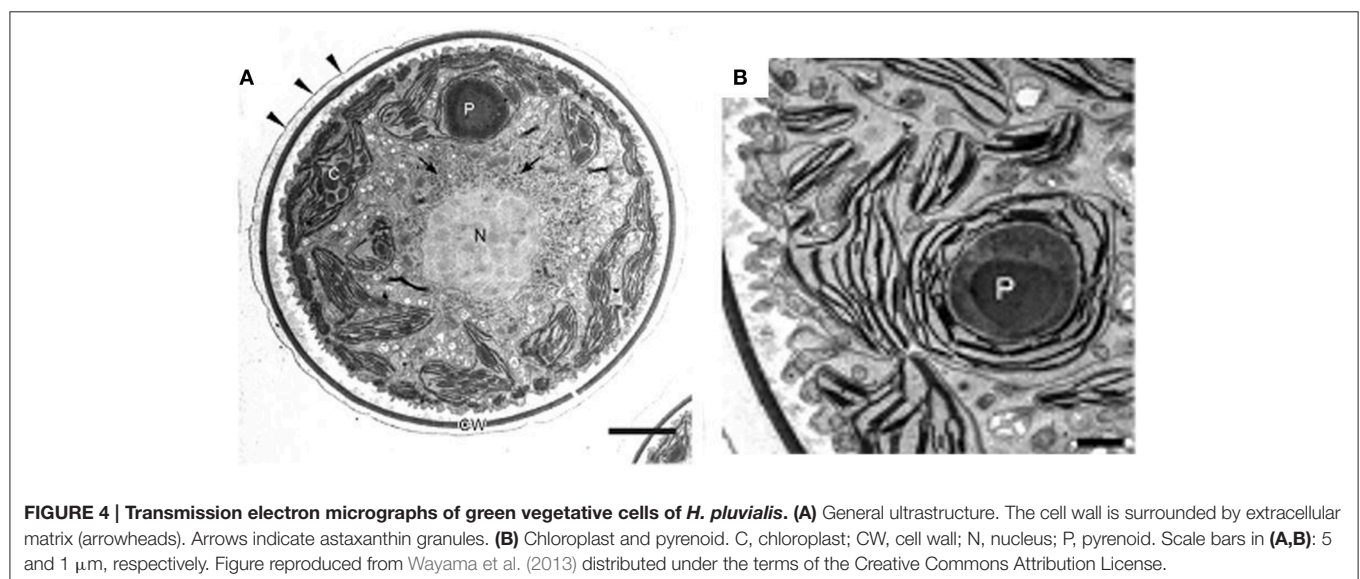 A
B
P
C
N
P
CW
FIGURE 4 | Transmission electron micrographs of green vegetative cells of H. pluvialis. (A) General ultrastructure. The cell wall is surrounded by extracellular
matrix (arrowheads). Arrows indicate astaxanthin granules. (B) Chloroplast and pyrenoid. C, chloroplast; CW, cell wall; N, nucleus; P, pyrenoid. Scale bars in (A,B): 5
and 1 μm, respectively. Figure reproduced from Wayama et al. (2013) distributed under the terms of the Creative Commons Attribution License.